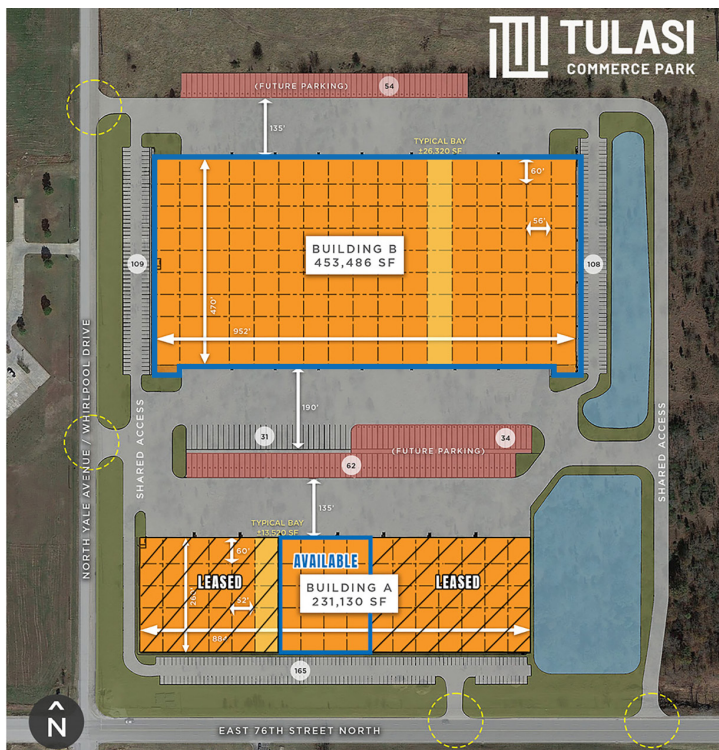 TULASI
COMMERCE PARK
(FUTURE PARKING)
54
135'
TYPICAL BAY
±26,320 SF
60'
56'
BUILDING B
453,486 SF
109
108
470'
952'
NORTH YALE AVENUE / WHIRLPOOL DRIVE
190'
31
34
(FUTURE PARKING)
62
SHARED ACCESS
SHARED ACCESS
135'
TYPICAL BAY
±13,520 SF
60'
AVAILABLE
LEASED
BUILDING A
231,130 SF
LEASED
52'
165
N
EAST 76TH STREET NORTH